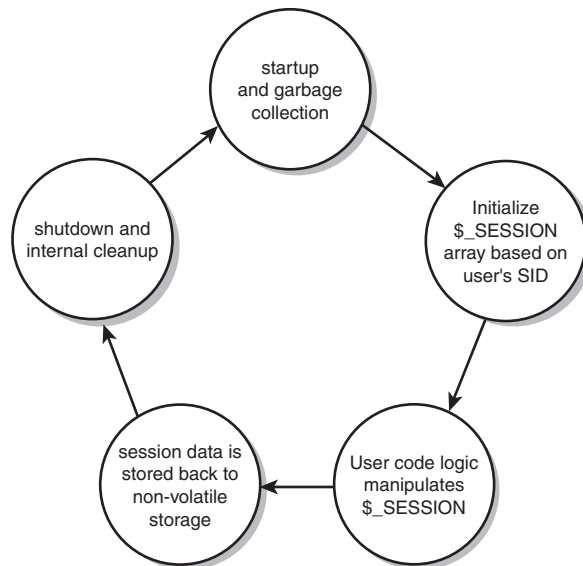 startup
and garbage
collection
Initialize
$_SESSION
array based on
user's SID
User code logic
manipulates
$_SESSION
session data is
stored back to
non-volatile
storage
shutdown and
internal cleanup